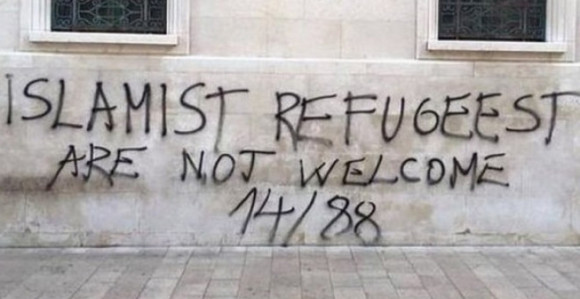 ISLAMIST REFUGEEST
ARE NOT WELCOME
14/88